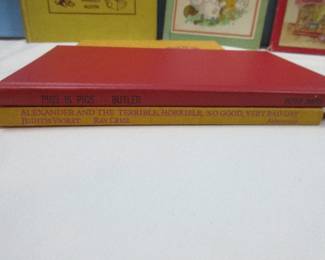 PIGS IS PIGS BUTLER
ALEXANDER AND THE TERRIBLE, HORRIBLE, NO GOOD, VERY BAD DAY
JUDITH VIORST RAY CRUZ